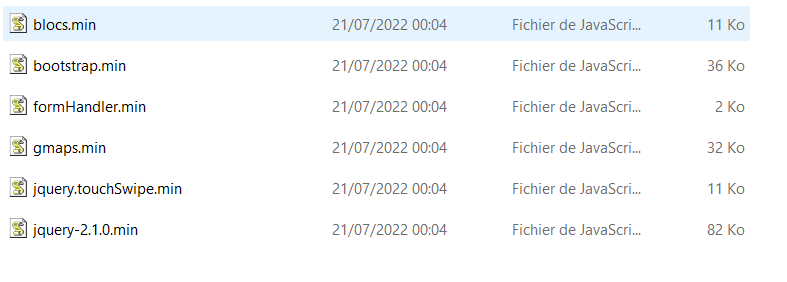 blocs.min 21/07/2022 00:04 Fichier de JavaScri... 11 Ko
bootstrap.min 21/07/2022 00:04 Fichier de JavaScri... 36 Ko
formHandler.min 21/07/2022 00:04 Fichier de JavaScri... 2 Ko
gmaps.min 21/07/2022 00:04 Fichier de JavaScri... 32 Ko
jquery.touchSwipe.min 21/07/2022 00:04 Fichier de JavaScri... 11 Ko
jquery-2.1.0.min 21/07/2022 00:04 Fichier de JavaScri... 82 Ko